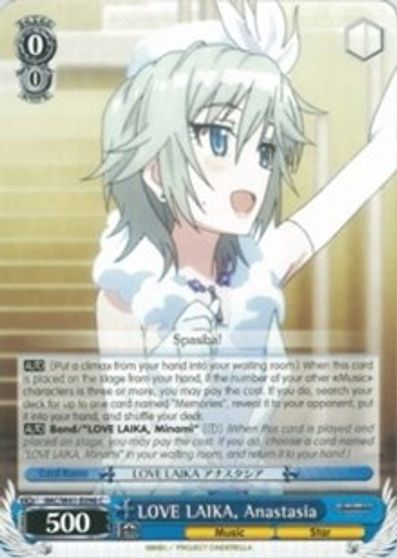 0
0
Spasiba!
AUTO (Put a climax from your hand into your waiting room) When this card
is placed on the stage from your hand, if the number of your other «Music»
characters is three or more, you may pay the cost. If you do, search your
deck for up to one card named "Memories", reveal it to your opponent, put
it into your hand, and shuffle your deck.
AUTO Bond/"LOVE LAIKA, Minami" (1) (When this card is played and
placed on stage, you may pay the cost. If you do, choose a card named
"LOVE LAIKA, Minami" in your waiting room, and return it to your hand.)
Card Name
LOVE LAIKA アナスタシア
500
LOVE LAIKA, Anastasia
Music
Star
PROJECT CINDERELLA